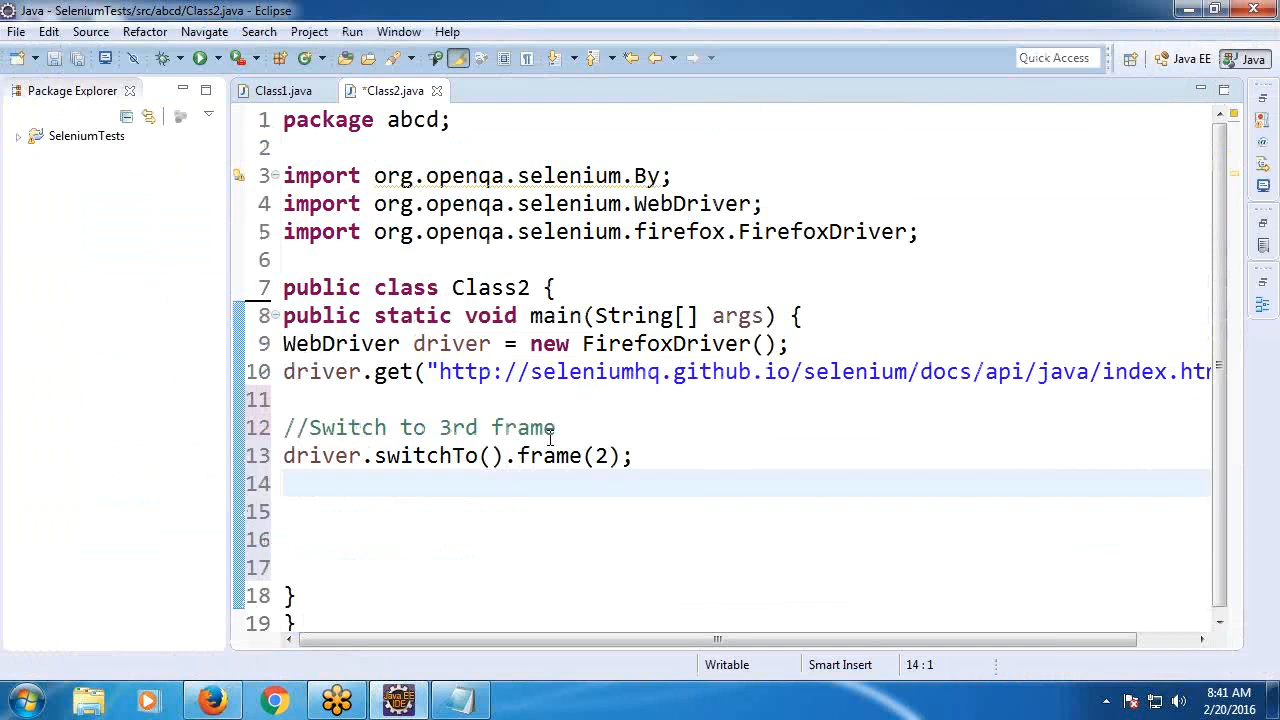 Java - SeleniumTests/src/abcd/Class2.java - Eclipse
File Edit Source Refactor Navigate Search Project Run Window Help
Quick Access
Java EE
Java
Package Explorer
SeleniumTests
Class1.java
*Class2.java
1 package abcd;
2
3 import org.openqa.selenium.By;
4 import org.openqa.selenium.WebDriver;
5 import org.openqa.selenium.firefox.FirefoxDriver;
6
7 public class Class2 {
8 public static void main(String[] args) {
9 WebDriver driver = new FirefoxDriver();
10 driver.get("http://seleniumhq.github.io/selenium/docs/api/java/index.htm
11
12 //Switch to 3rd frame
13 driver.switchTo().frame(2);
14
15
16
17
18 }
19 }
Writable
Smart Insert
14 : 1
Java EE
IDE
8:41 AM
2/20/2016